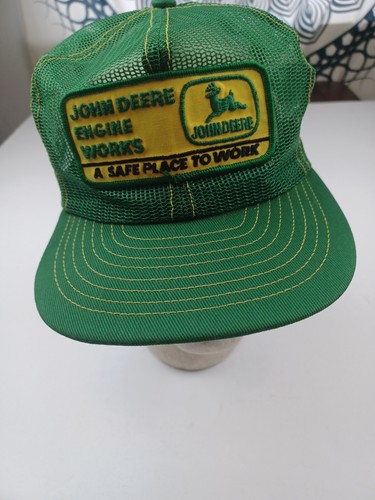 JOHN DEERE
ENGINE
WORKS
JOHN DEERE
A SAFE PLACE TO WORK